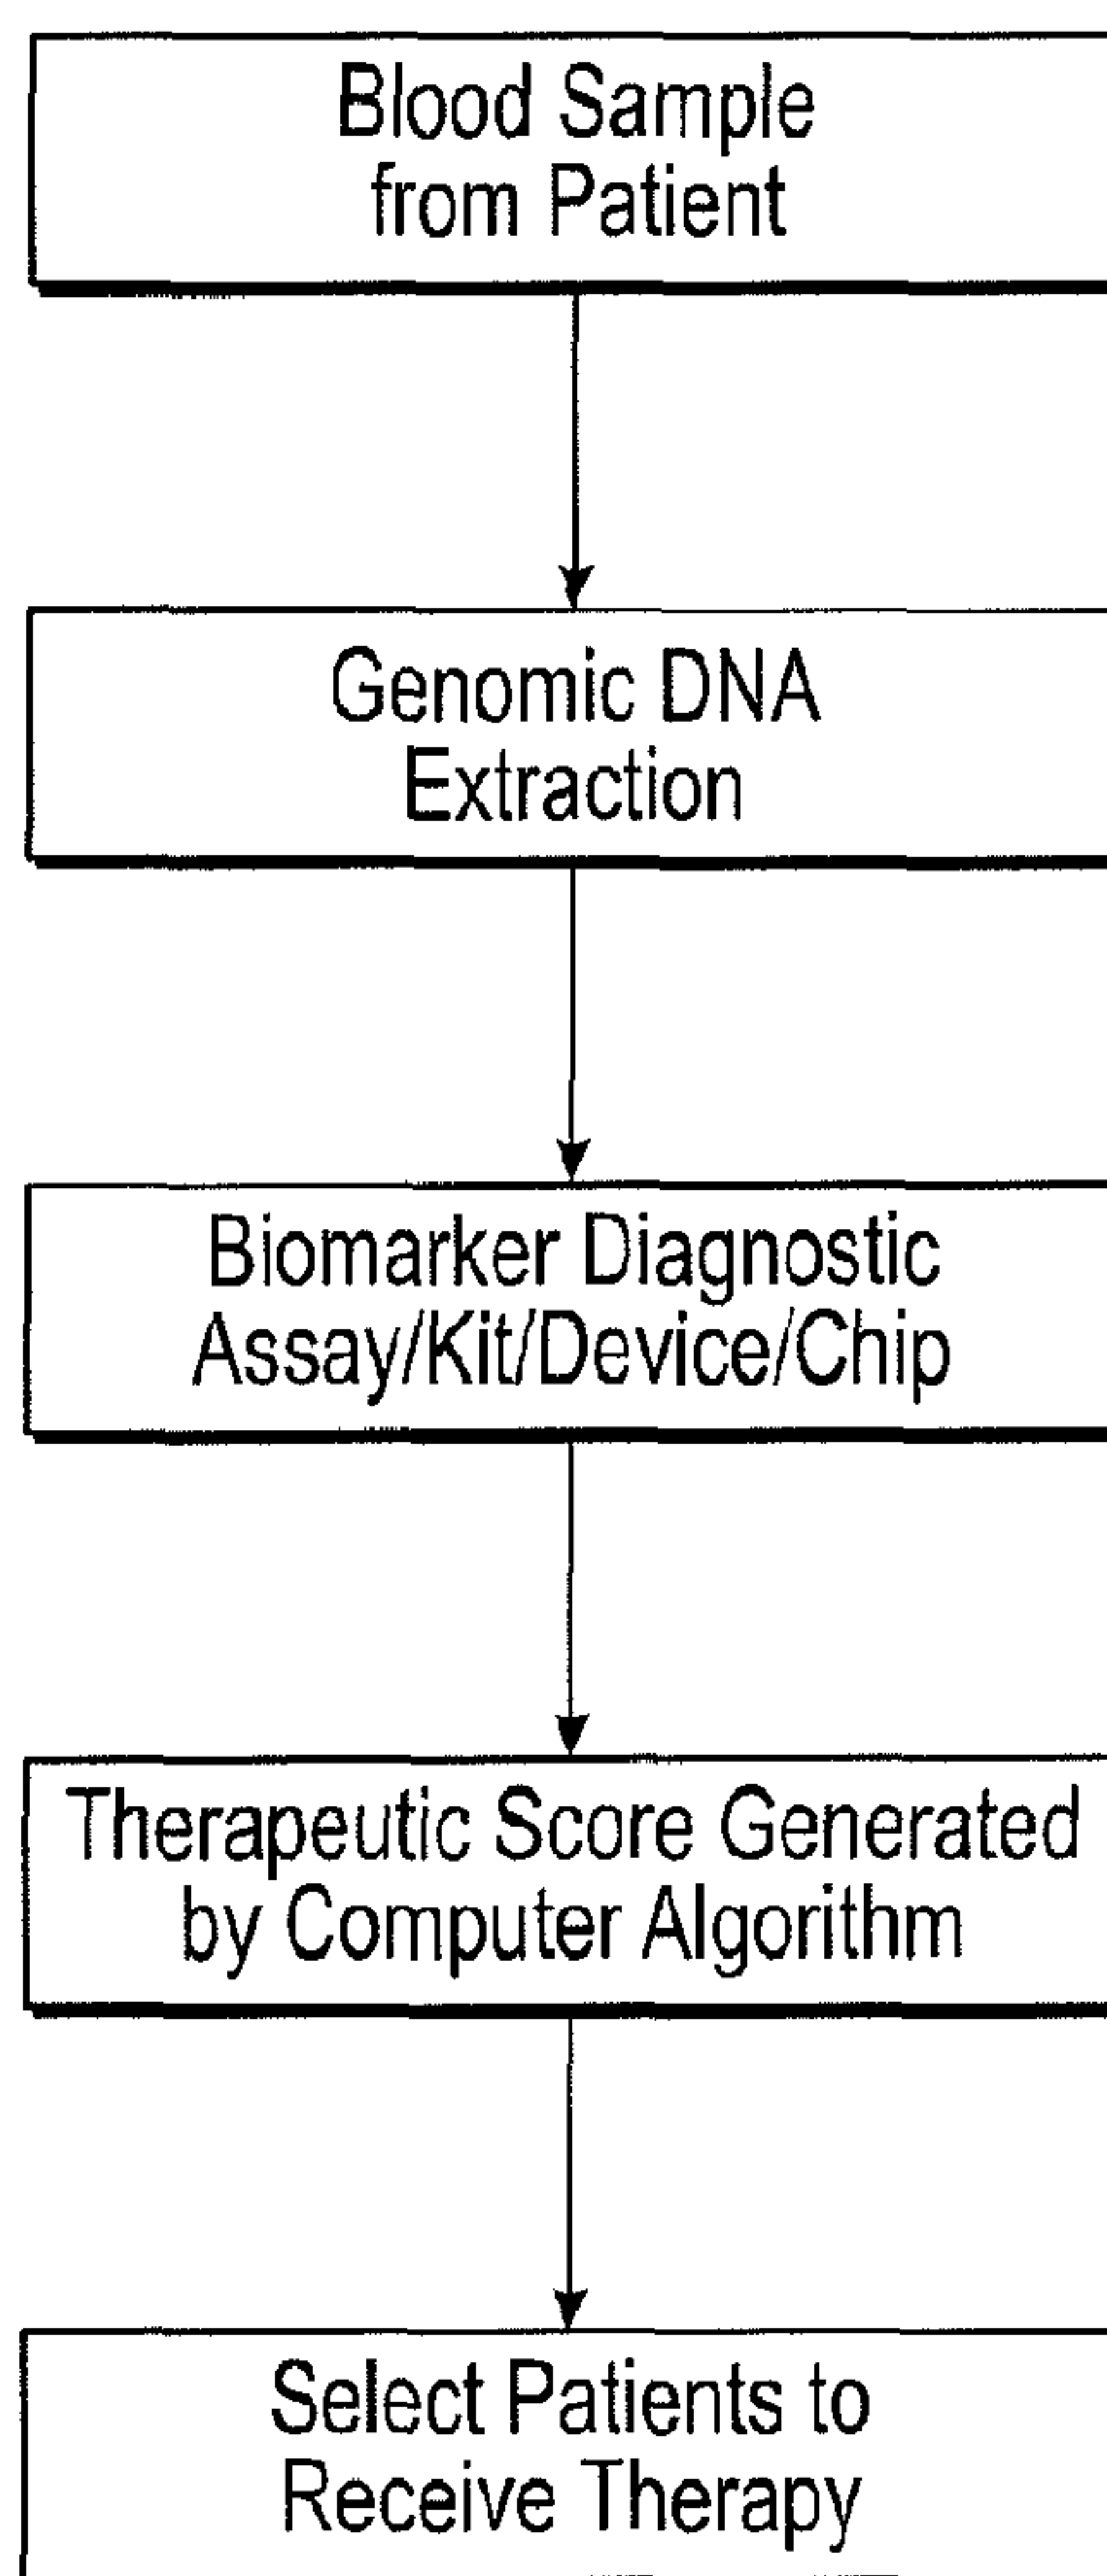 Blood Sample
from Patient
Genomic DNA
Extraction
Biomarker Diagnostic
Assay/Kit/Device/Chip
Therapeutic Score Generated
by Computer Algorithm
Select Patients to
Receive Therapy